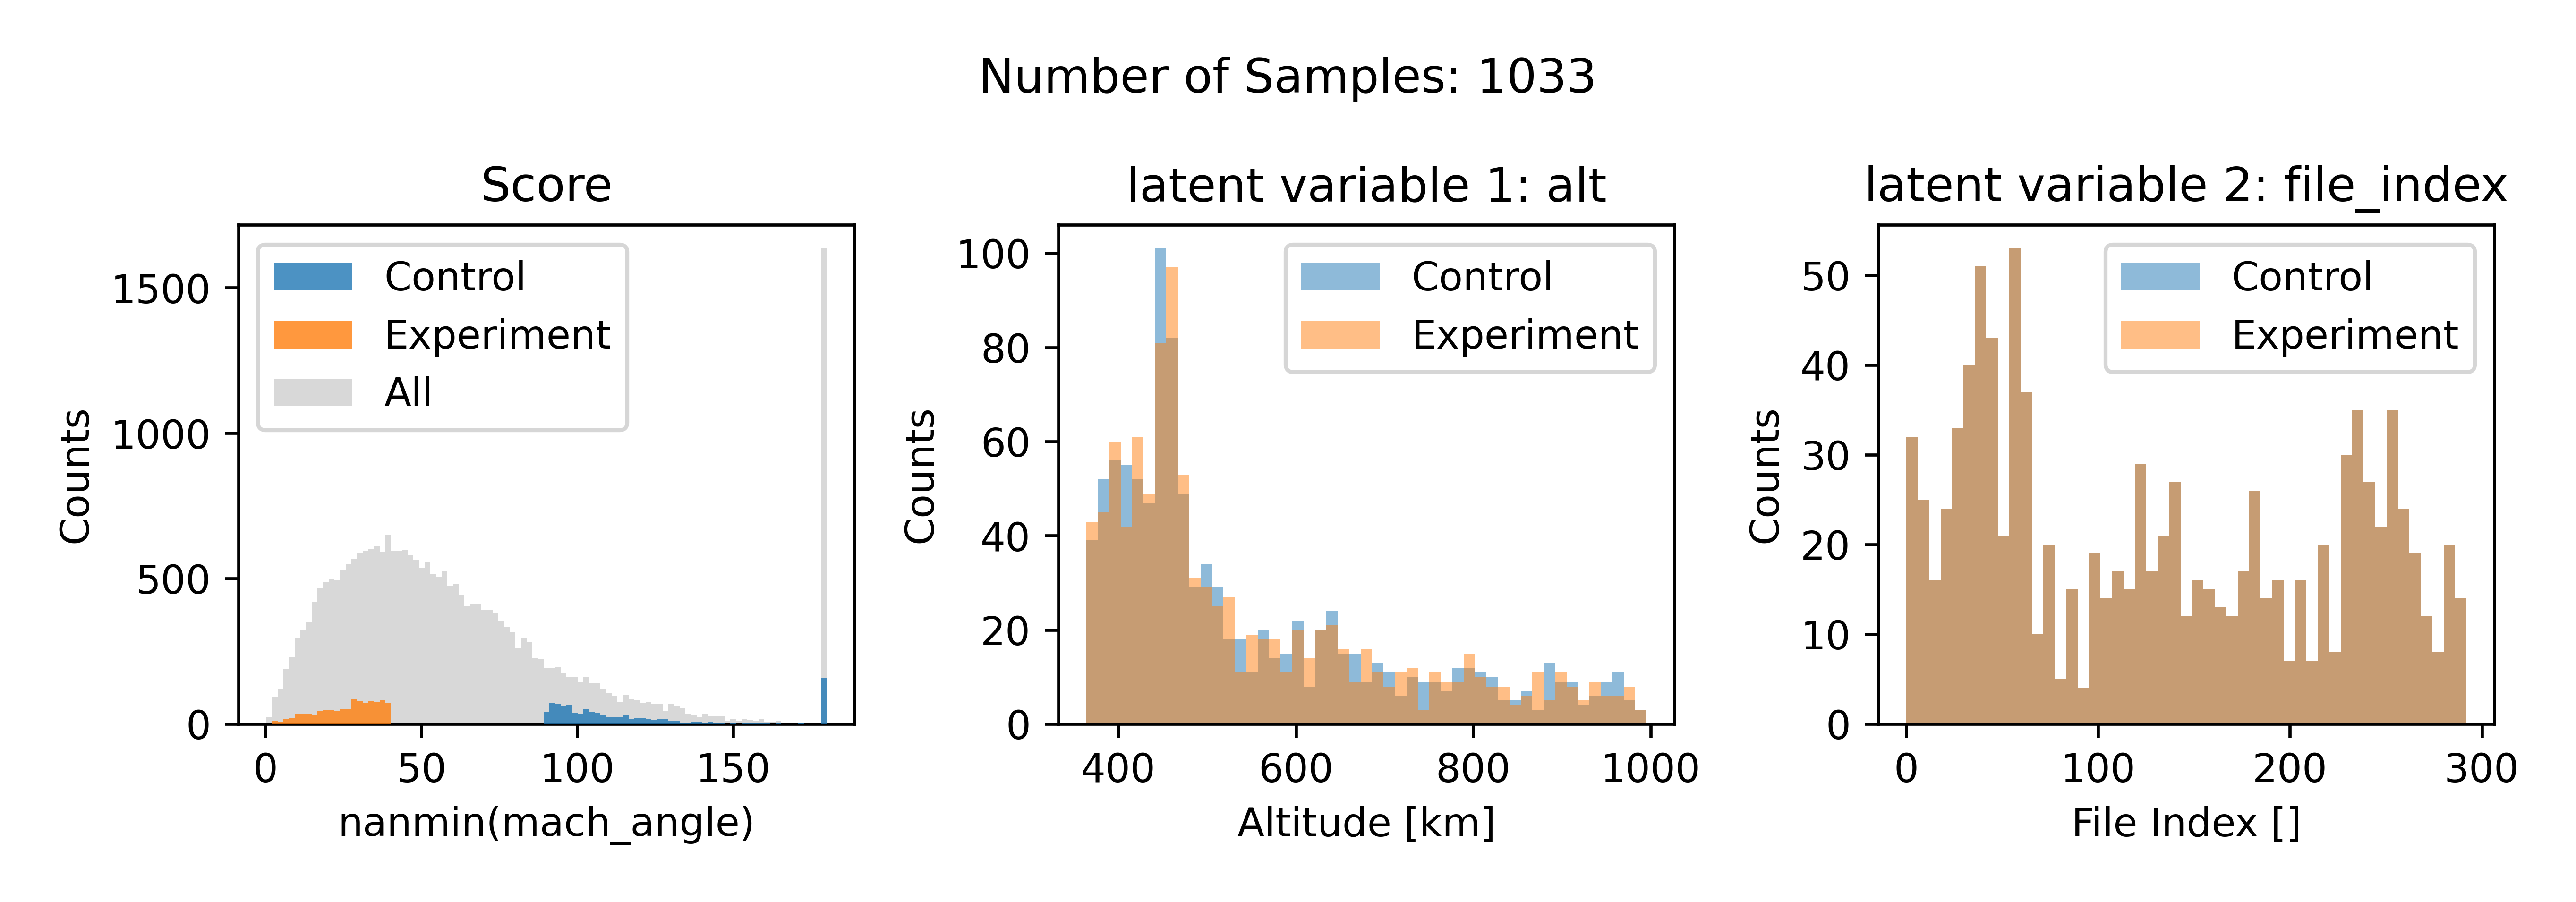 Number of Samples: 1033
Score
1500
1000
500
0
Counts
Control
Experiment
All
0 50 100 150
nanmin(mach_angle)
latent variable 1: alt
100
80
60
40
20
0
Counts
Control
Experiment
400 600 800 1000
Altitude [km]
latent variable 2: file_index
50
40
30
20
10
0
Counts
Control
Experiment
0 100 200 300
File Index []